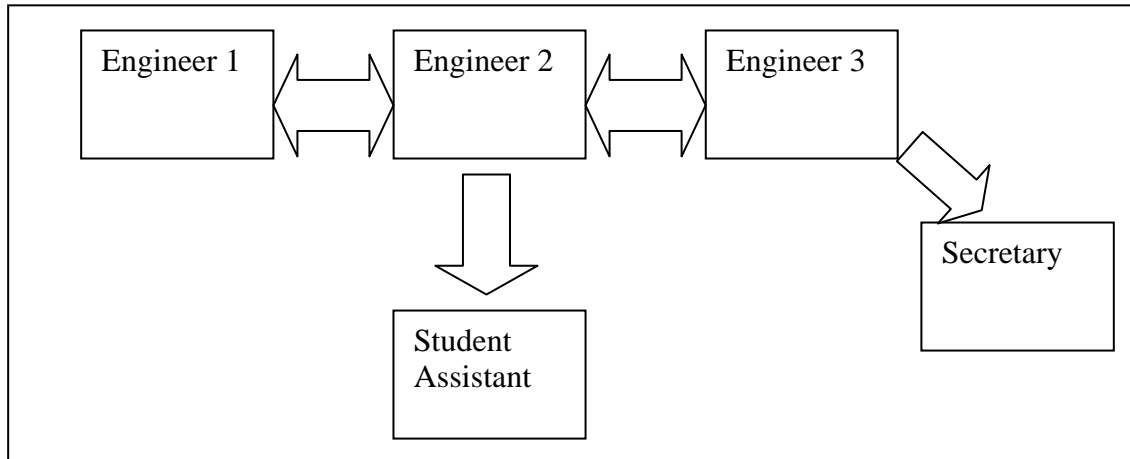 Engineer 1
Engineer 2
Engineer 3
Secretary
Student
Assistant